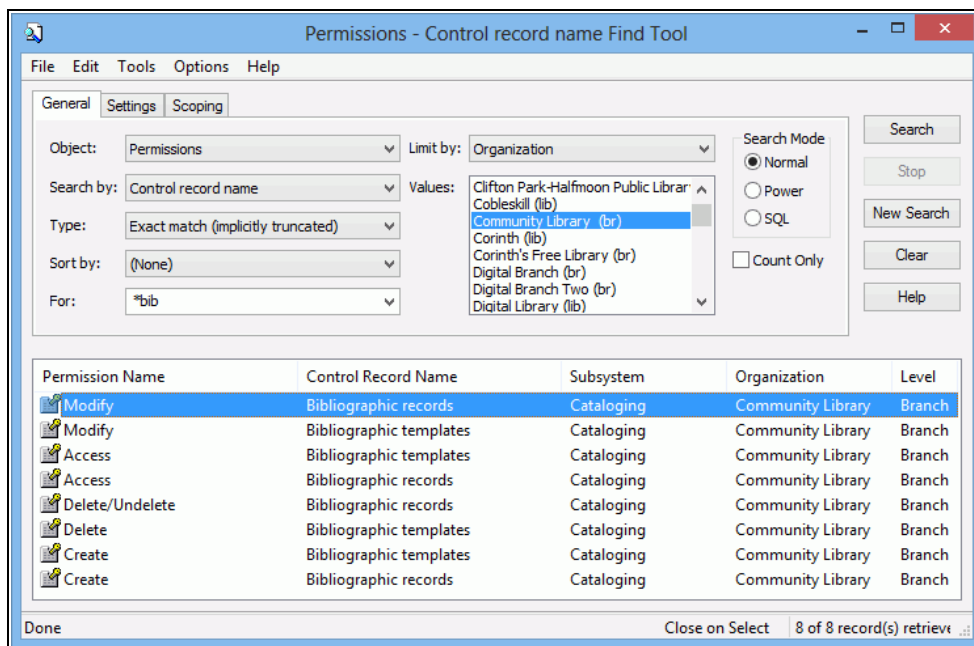 Permissions - Control record name Find Tool
File Edit Tools Options Help
General Settings Scoping
Object: Permissions Limit by: Organization
Search by: Control record name Values:
Type: Exact match (implicitly truncated)
Sort by: (None)
For: *bib
Clifton Park-Halfmoon Public Librar
Cobleskill (lib)
Community Library (br)
Corinth (lib)
Corinth's Free Library (br)
Digital Branch (br)
Digital Branch Two (br)
Digital Library (lib)
Search Mode
Normal
Power
SQL
Count Only
Search
Stop
New Search
Clear
Help
Permission Name Control Record Name Subsystem Organization Level
Modify Bibliographic records Cataloging Community Library Branch
Modify Bibliographic templates Cataloging Community Library Branch
Access Bibliographic templates Cataloging Community Library Branch
Access Bibliographic records Cataloging Community Library Branch
Delete/Undelete Bibliographic records Cataloging Community Library Branch
Delete Bibliographic templates Cataloging Community Library Branch
Create Bibliographic templates Cataloging Community Library Branch
Create Bibliographic records Cataloging Community Library Branch
Done Close on Select 8 of 8 record(s) retrieve